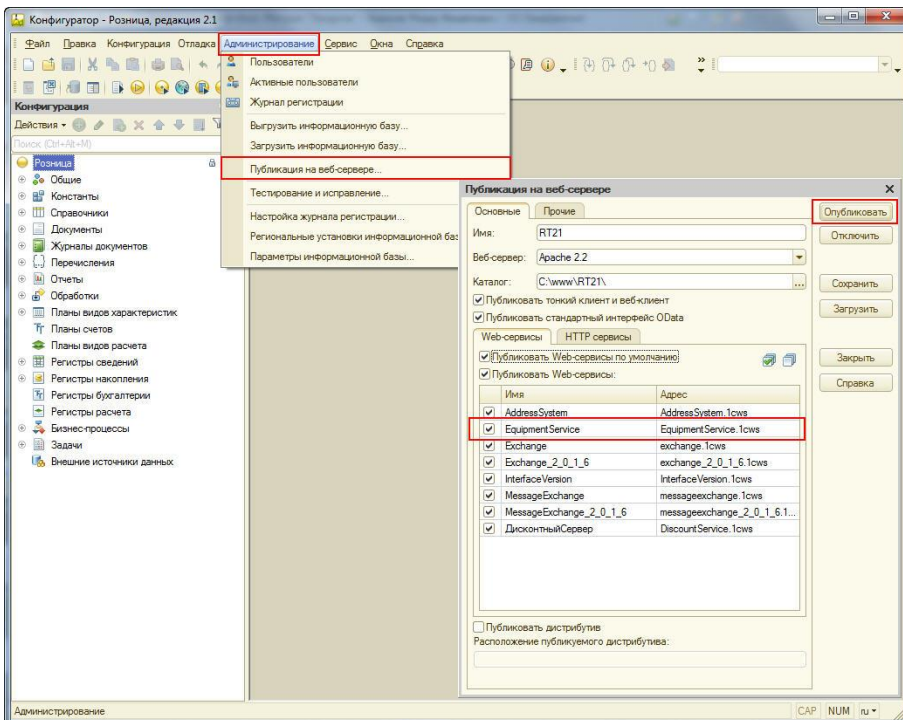 Конфигуратор - Розница, редакция 2.1
Файл Правка Конфигурация Отладка Администрирование Сервис Окна Справка
Пользователи
Активные пользователи
Журнал регистрации
Выгрузить информационную базу...
Загрузить информационную базу...
Публикация на веб-сервере...
Тестирование и исправление...
Настройка журнала регистрации...
Региональные установки информационной баз
Параметры информационной базы...
Конфигурация
Действия
Поиск (Ctrl+Alt+M)
Розница
Общие
Константы
Справочники
Документы
Журналы документов
Перечисления
Отчеты
Обработки
Планы видов характеристик
Планы счетов
Планы видов расчета
Регистры сведений
Регистры накопления
Регистры бухгалтерии
Регистры расчета
Бизнес-процессы
Задачи
Внешние источники данных
Публикация на веб-сервере
Основные Прочие
Имя: RT21
Веб-сервер: Apache 2.2
Каталог: C:\www\RT21\ ...
Публиковать тонкий клиент и веб-клиент
Публиковать стандартный интерфейс OData
Web-сервисы HTTP сервисы
Публиковать Web-сервисы по умолчанию
Публиковать Web-сервисы:
Имя Адрес
AddressSystem AddressSystem.1cws
EquipmentService EquipmentService.1cws
Exchange exchange.1cws
Exchange_2_0_1_6 exchange_2_0_1_6.1cws
InterfaceVersion InterfaceVersion.1cws
MessageExchange messageexchange.1cws
MessageExchange_2_0_1_6 messageexchange_2_0_1_6.1...
ДисконтныйСервер DiscountService.1cws
Публиковать дистрибутив
Расположение публикуемого дистрибутива:
Опубликовать
Отключить
Сохранить
Загрузить
Закрыть
Справка
Администрирование CAP NUM ru